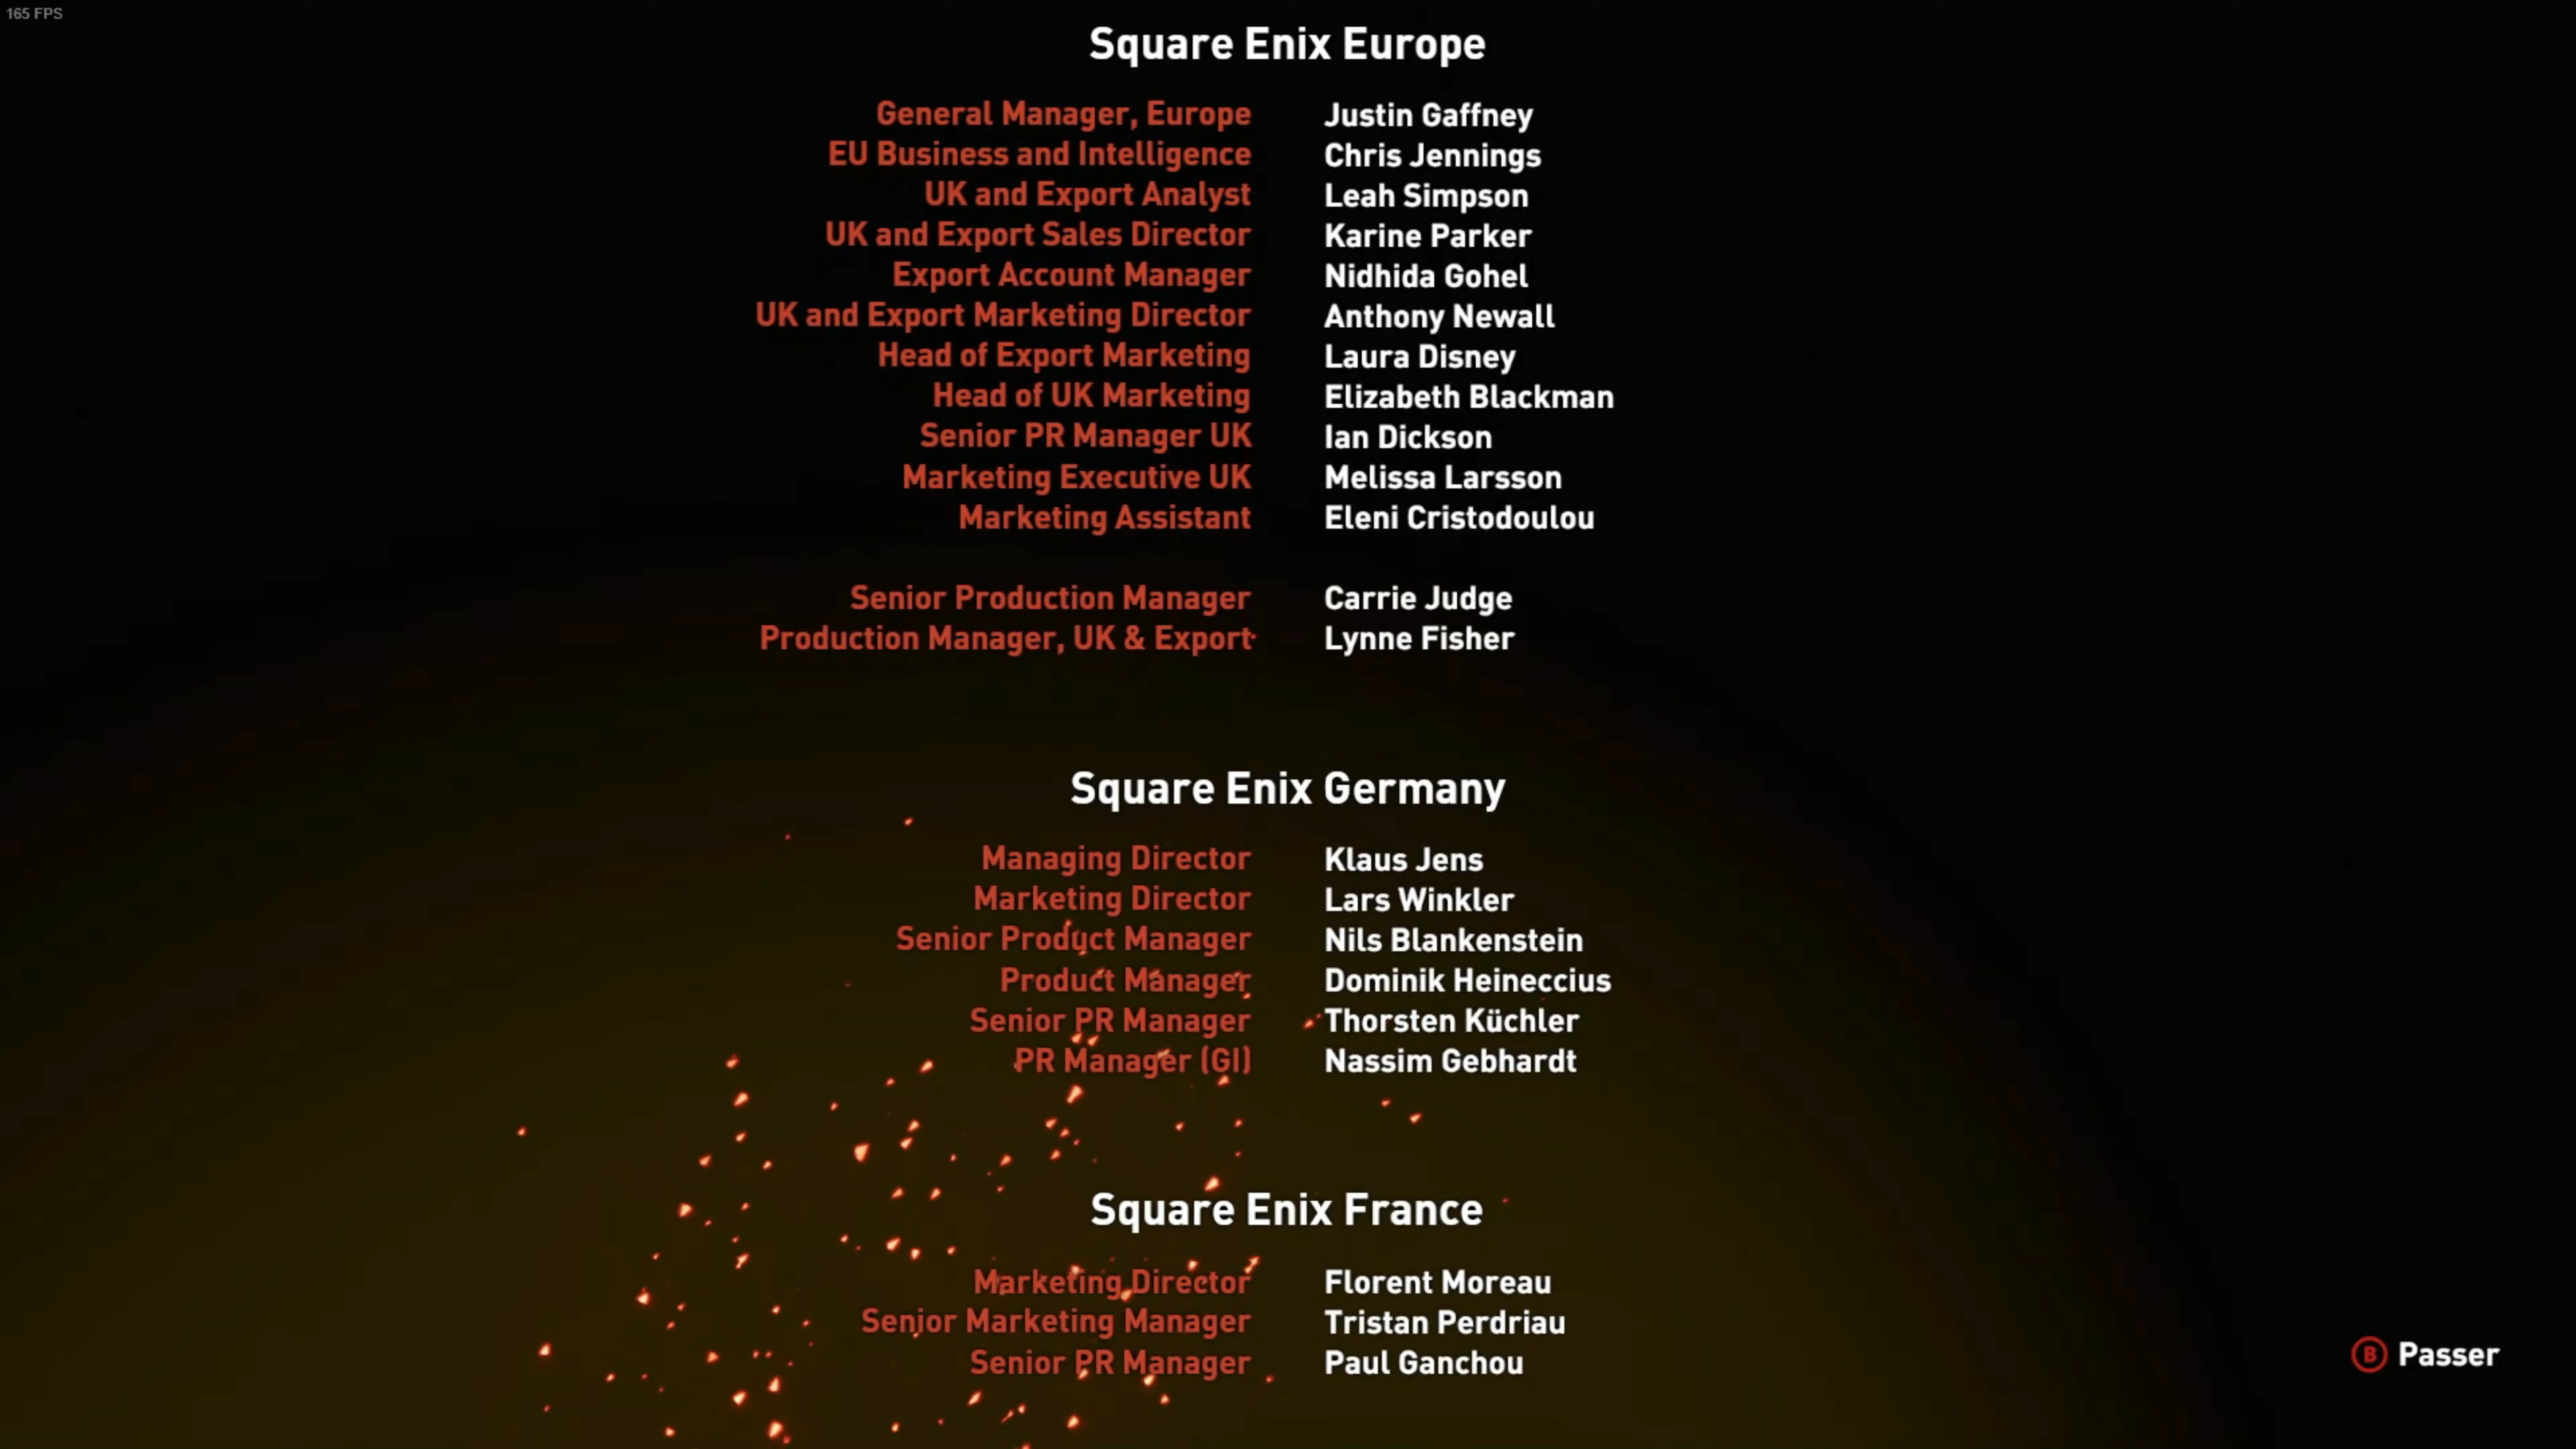 165 FPS
Square Enix Europe
General Manager, Europe Justin Gaffney
EU Business and Intelligence Chris Jennings
UK and Export Analyst Leah Simpson
UK and Export Sales Director Karine Parker
Export Account Manager Nidhida Gohel
UK and Export Marketing Director Anthony Newall
Head of Export Marketing Laura Disney
Head of UK Marketing Elizabeth Blackman
Senior PR Manager UK Ian Dickson
Marketing Executive UK Melissa Larsson
Marketing Assistant Eleni Cristodoulou
Senior Production Manager Carrie Judge
Production Manager, UK & Export Lynne Fisher
Square Enix Germany
Managing Director Klaus Jens
Marketing Director Lars Winkler
Senior Product Manager Nils Blankenstein
Product Manager Dominik Heineccius
Senior PR Manager Thorsten Küchler
PR Manager (GI) Nassim Gebhardt
Square Enix France
Marketing Director Florent Moreau
Senior Marketing Manager Tristan Perdriau
Senior PR Manager Paul Ganchou
B Passer